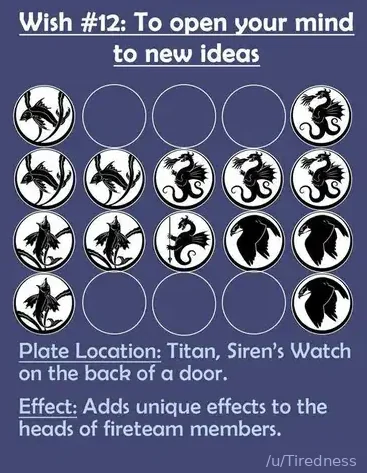 Wish #12: To open your mind
to new ideas
Plate Location: Titan, Siren's Watch
on the back of a door.
Effect: Adds unique effects to the
heads of fireteam members.
/u/Tiredness